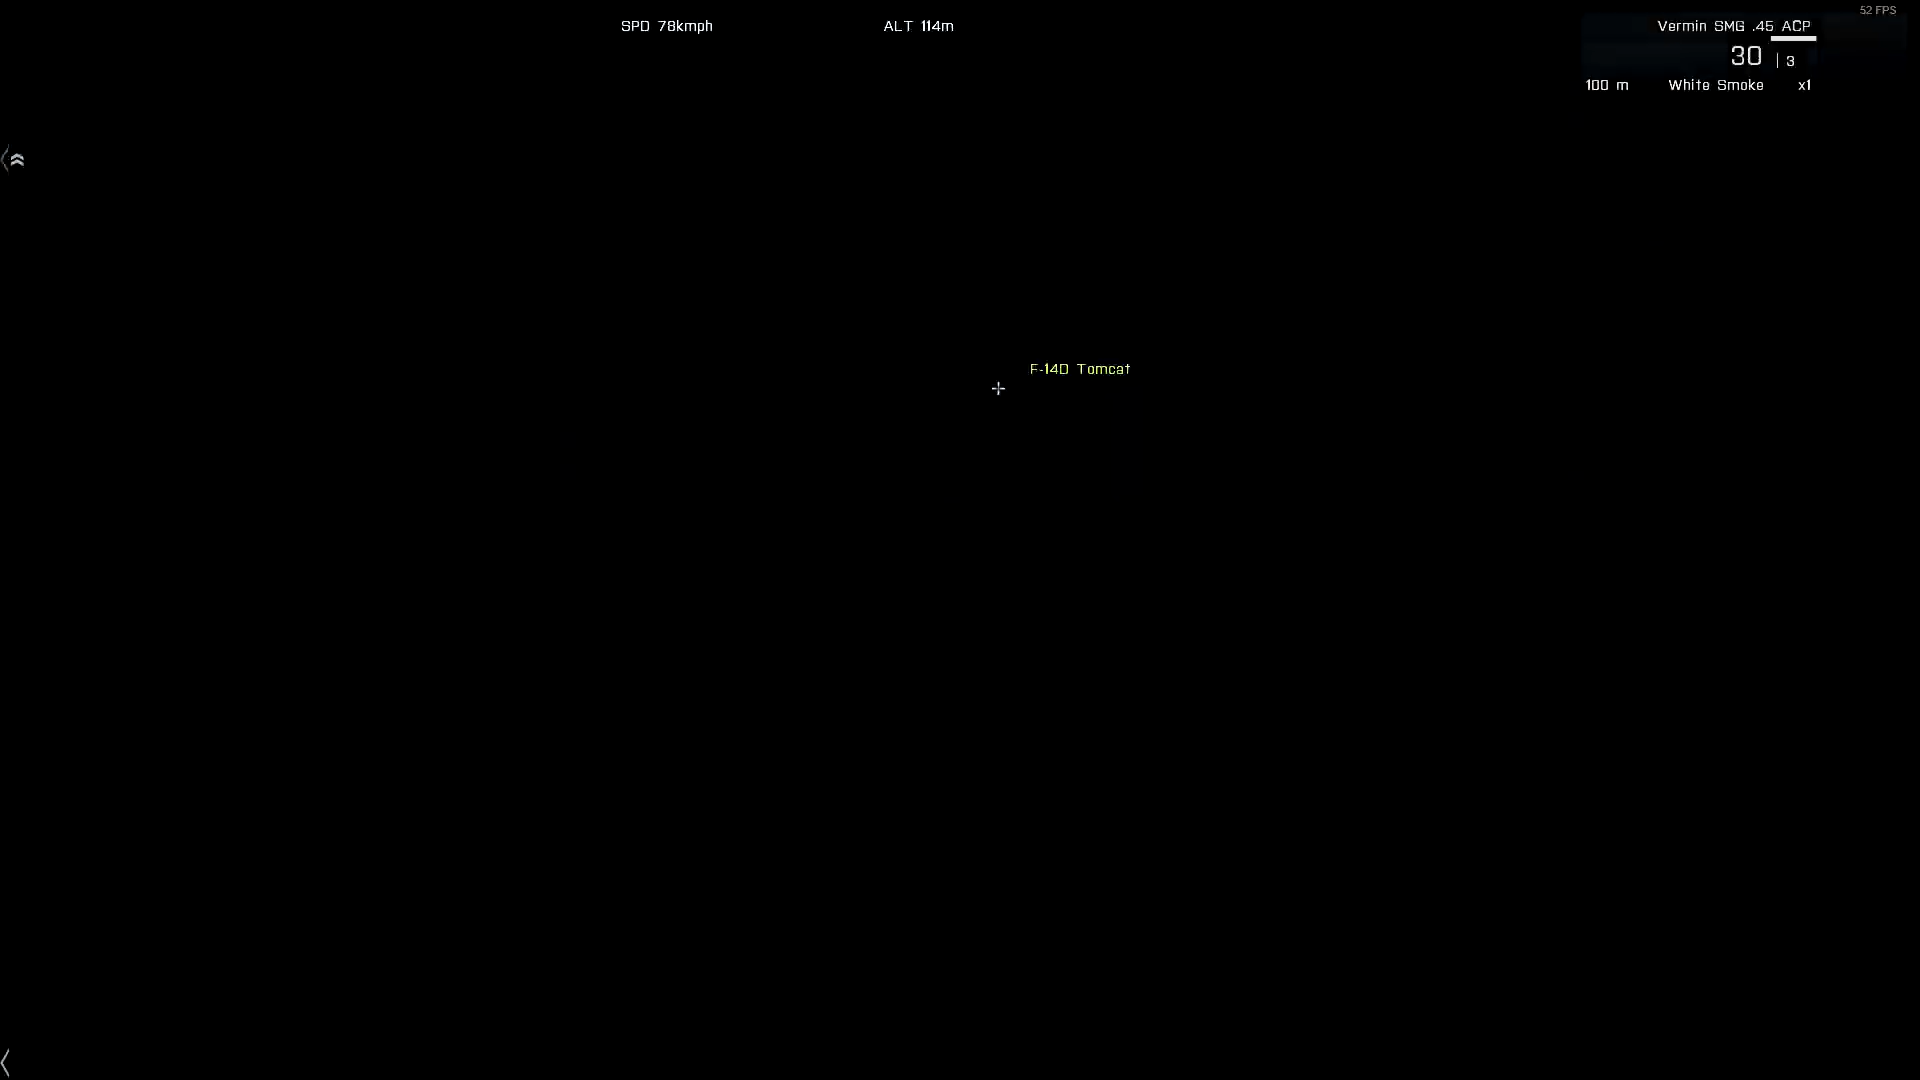 52 FPS
SPD 78kmph ALT 114m Vermin SMG .45 ACP
30 | 3
100 m White Smoke x1
F-14D Tomcat